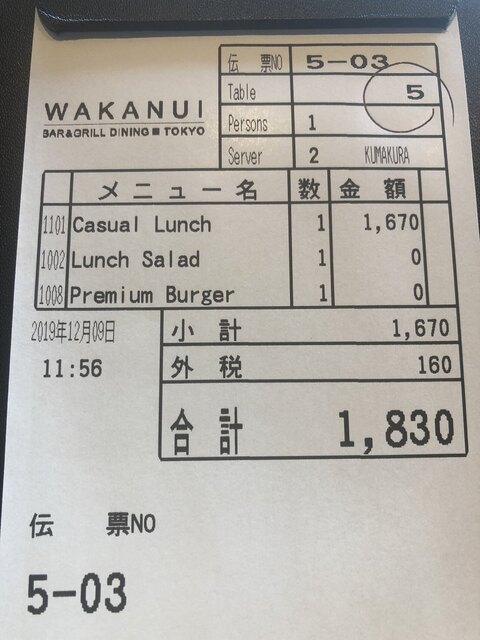 伝 票NO 5-03
WAKANUI
BAR&GRILL DINING■TOKYO
Table 5
Persons 1
Server 2 KUMAKURA
メニュー名 数 金 額
1101 Casual Lunch 1 1,670
1002 Lunch Salad 1 0
1008 Premium Burger 1 0
2019年12月09日
11:56
小 計 1,670
外 税 160
合 計 1,830
伝 票NO
5-03